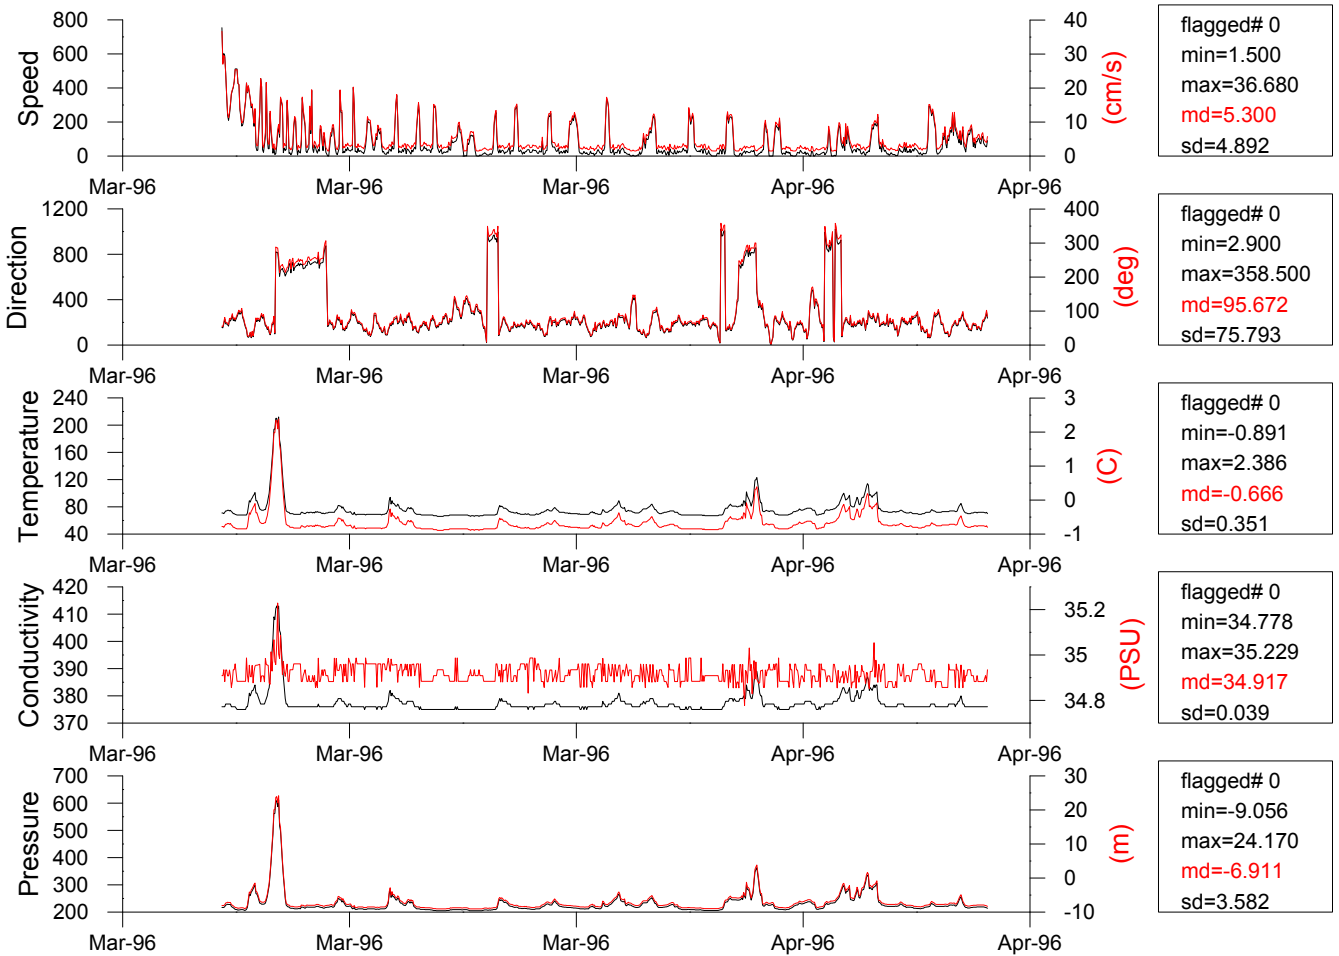 800
600
400
200
0
Speed
40
30
20
10
0
(cm/s)
Mar-96 Mar-96 Mar-96 Apr-96 Apr-96
flagged# 0
min=1.500
max=36.680
md=5.300
sd=4.892
1200
800
400
0
Direction
400
300
200
100
0
(deg)
Mar-96 Mar-96 Mar-96 Apr-96 Apr-96
flagged# 0
min=2.900
max=358.500
md=95.672
sd=75.793
240
200
160
120
80
40
Temperature
3
2
1
0
-1
(C)
Mar-96 Mar-96 Mar-96 Apr-96 Apr-96
flagged# 0
min=-0.891
max=2.386
md=-0.666
sd=0.351
420
410
400
390
380
370
Conductivity
35.2
35
34.8
(PSU)
Mar-96 Mar-96 Mar-96 Apr-96 Apr-96
flagged# 0
min=34.778
max=35.229
md=34.917
sd=0.039
700
600
500
400
300
200
Pressure
30
20
10
0
-10
(m)
Mar-96 Mar-96 Mar-96 Apr-96 Apr-96
flagged# 0
min=-9.056
max=24.170
md=-6.911
sd=3.582